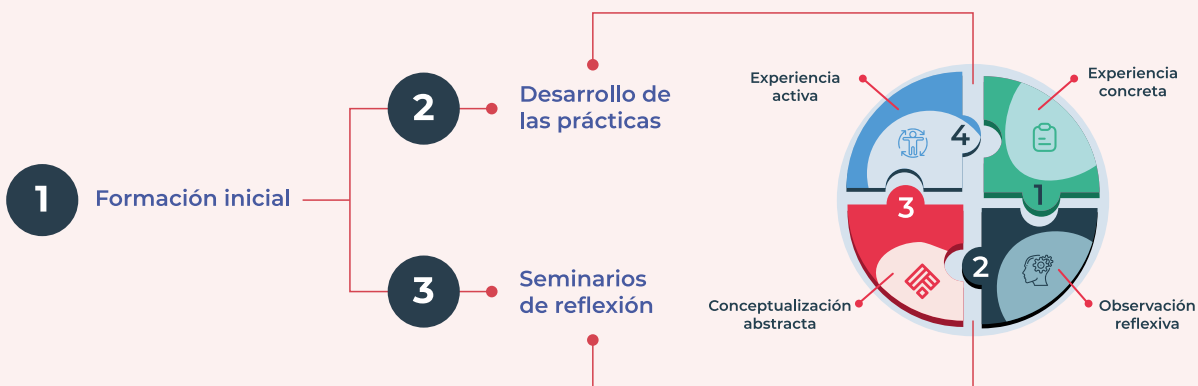 1
Formación inicial
2
Desarrollo de
las prácticas
3
Seminarios
de reflexión
Experiencia
activa
Experiencia
concreta
4
1
3
2
Conceptualización
abstracta
Observación
reflexiva